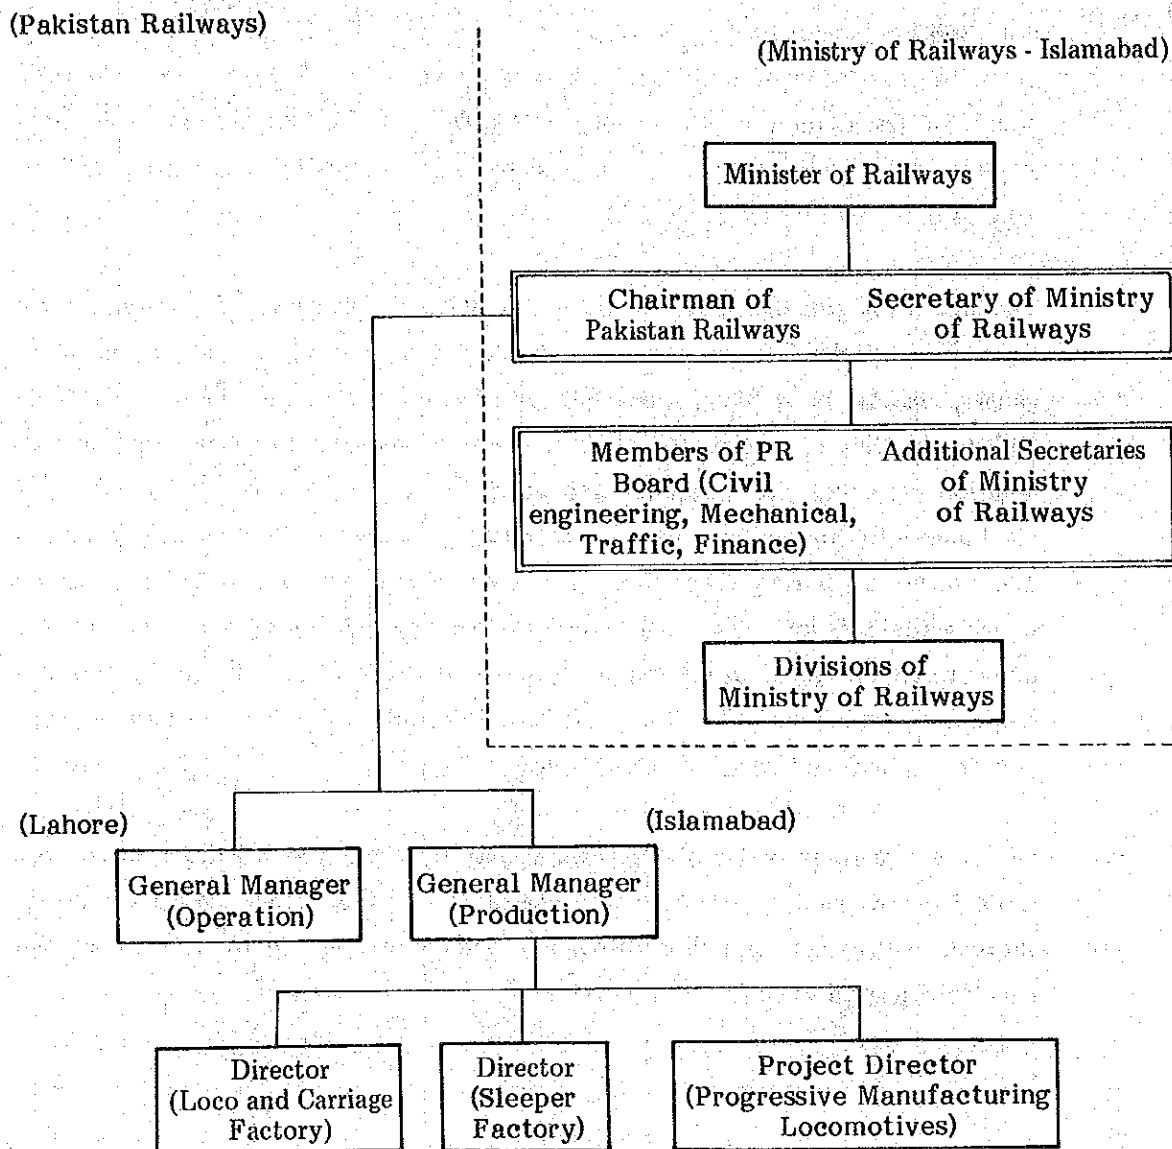 (Pakistan Railways)
(Ministry of Railways - Islamabad)
Minister of Railways
Chairman of
Pakistan Railways
Secretary of Ministry
of Railways
Members of PR
Board (Civil
engineering, Mechanical,
Traffic, Finance)
Additional Secretaries
of Ministry
of Railways
Divisions of
Ministry of Railways
(Lahore)
(Islamabad)
General Manager
(Operation)
General Manager
(Production)
Director
(Loco and Carriage
Factory)
Director
(Sleeper
Factory)
Project Director
(Progressive Manufacturing
Locomotives)